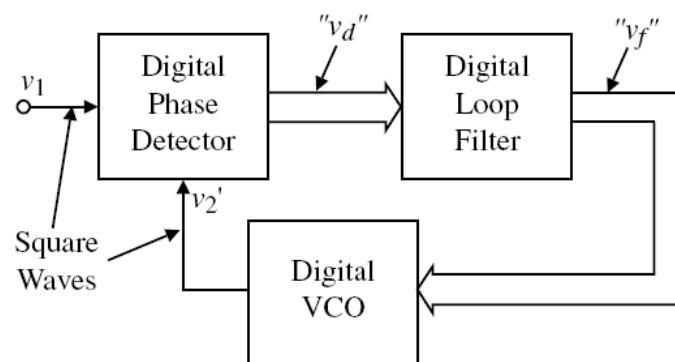 "v_d"
"v_f"
v_1
Digital
Phase
Detector
Digital
Loop
Filter
v_2'
Square
Waves
Digital
VCO